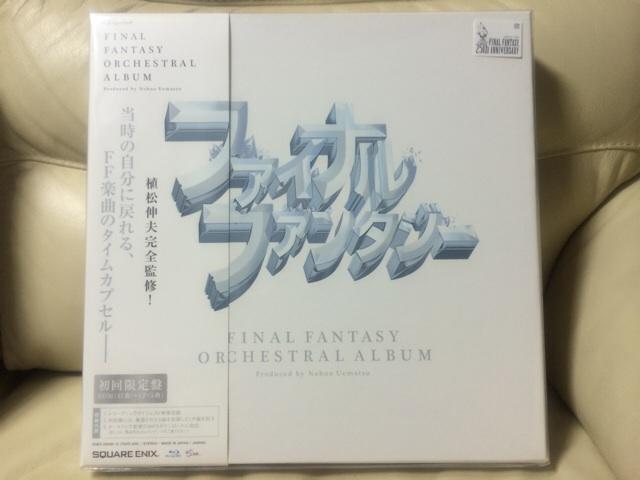 FINAL
FANTASY
ORCHESTRAL
ALBUM
Produced by Nobuo Uematsu
当時の自分に戻れる、
FF楽曲のタイムカプセル――
植松伸夫完全監修!
初回限定盤
SQUARE ENIX
25th FINAL FANTASY
ANNIVERSARY
ファイナル
ファンタジー
FINAL FANTASY
ORCHESTRAL ALBUM
Produced by Nobuo Uematsu